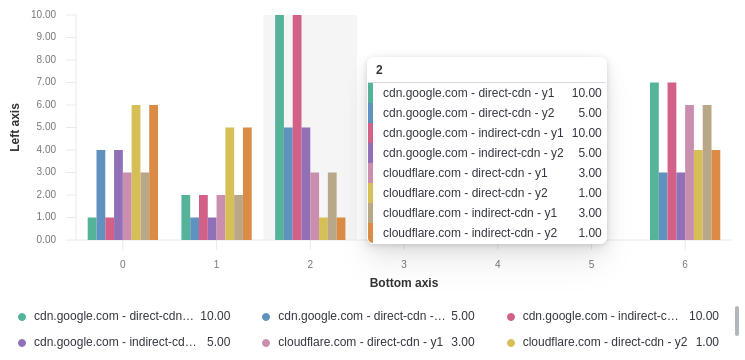 10.00
9.00
8.00
7.00
6.00
5.00
4.00
3.00
2.00
1.00
0.00
Left axis
2
cdn.google.com - direct-cdn - y1 10.00
cdn.google.com - direct-cdn - y2 5.00
cdn.google.com - indirect-cdn - y1 10.00
cdn.google.com - indirect-cdn - y2 5.00
cloudflare.com - direct-cdn - y1 3.00
cloudflare.com - direct-cdn - y2 1.00
cloudflare.com - indirect-cdn - y1 3.00
cloudflare.com - indirect-cdn - y2 1.00
0 1 2 3 4 5 6
Bottom axis
cdn.google.com - direct-cdn... 10.00 cdn.google.com - direct-cdn -... 5.00 cdn.google.com - indirect-c... 10.00
cdn.google.com - indirect-cd... 5.00 cloudflare.com - direct-cdn - y1 3.00 cloudflare.com - direct-cdn - y2 1.00